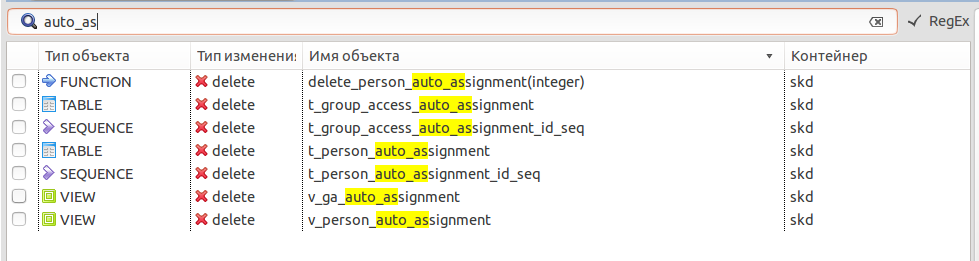 auto_as RegEx
Тип объекта Тип изменения Имя объекта Контейнер
FUNCTION delete delete_person_auto_assignment(integer) skd
TABLE delete t_group_access_auto_assignment skd
SEQUENCE delete t_group_access_auto_assignment_id_seq skd
TABLE delete t_person_auto_assignment skd
SEQUENCE delete t_person_auto_assignment_id_seq skd
VIEW delete v_ga_auto_assignment skd
VIEW delete v_person_auto_assignment skd